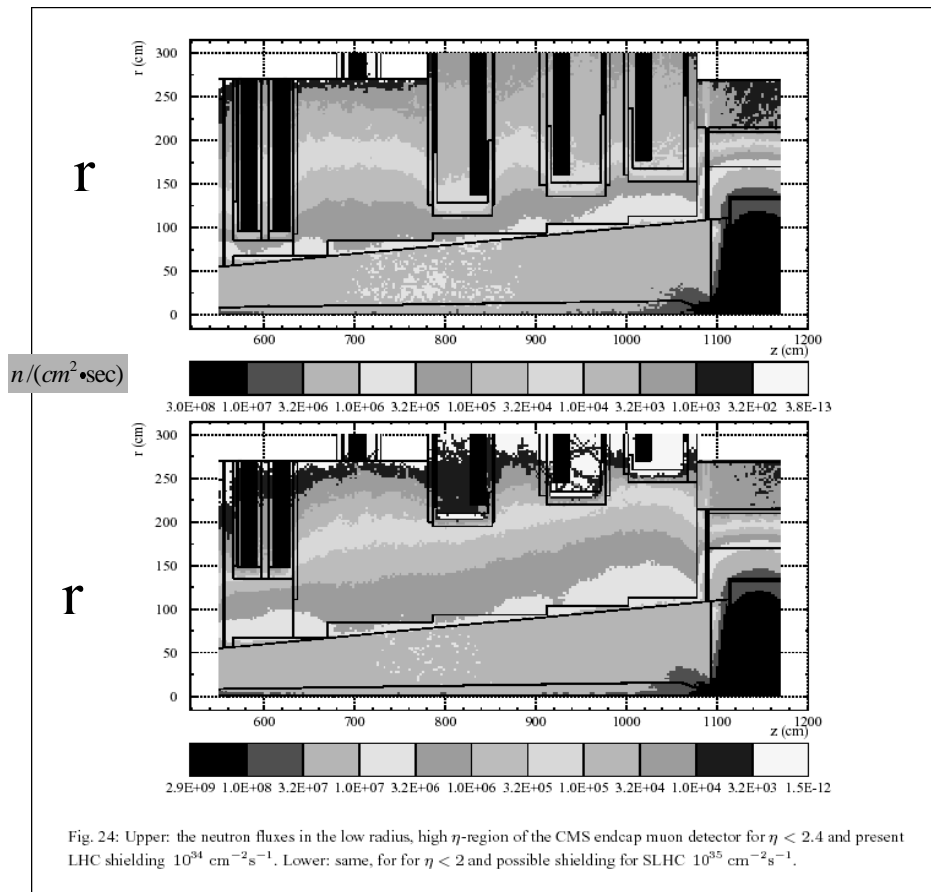 r (cm)
300
250
200
r
150
100
50
0
600 700 800 900 1000 1100 1200
z (cm)
n/(cm²•sec)
3.0E+08 1.0E+07 3.2E+06 1.0E+06 3.2E+05 1.0E+05 3.2E+04 1.0E+04 3.2E+03 1.0E+03 3.2E+02 3.8E-13
r (cm)
300
250
200
150
r
100
50
0
600 700 800 900 1000 1100 1200
z (cm)
2.9E+09 1.0E+08 3.2E+07 1.0E+07 3.2E+06 1.0E+06 3.2E+05 1.0E+05 3.2E+04 1.0E+04 3.2E+03 1.5E-12
Fig. 24: Upper: the neutron fluxes in the low radius, high η-region of the CMS endcap muon detector for η < 2.4 and present
LHC shielding 10³⁴ cm⁻²s⁻¹. Lower: same, for for η < 2 and possible shielding for SLHC 10³⁵ cm⁻²s⁻¹.